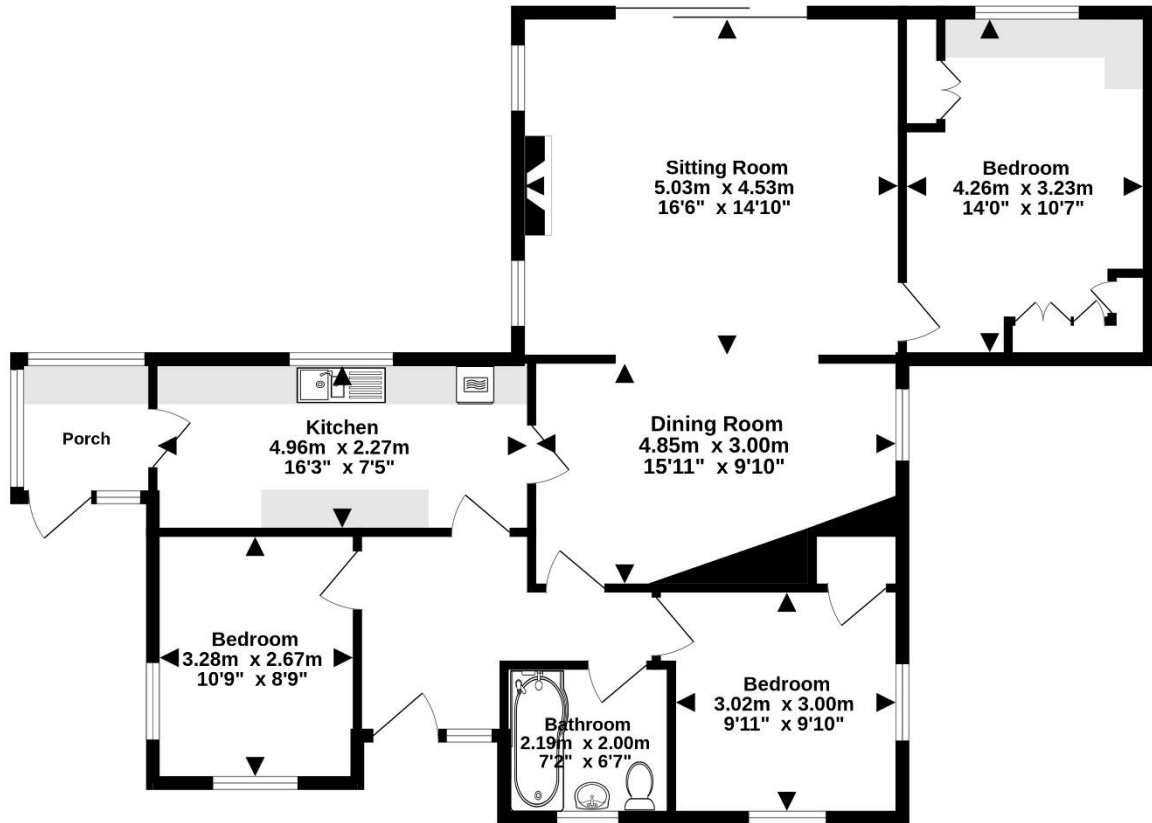 Sitting Room
5.03m x 4.53m
16'6" x 14'10"
Bedroom
4.26m x 3.23m
14'0" x 10'7"
Porch
Kitchen
4.96m x 2.27m
16'3" x 7'5"
Dining Room
4.85m x 3.00m
15'11" x 9'10"
Bedroom
3.28m x 2.67m
10'9" x 8'9"
Bathroom
2.19m x 2.00m
7'2" x 6'7"
Bedroom
3.02m x 3.00m
9'11" x 9'10"